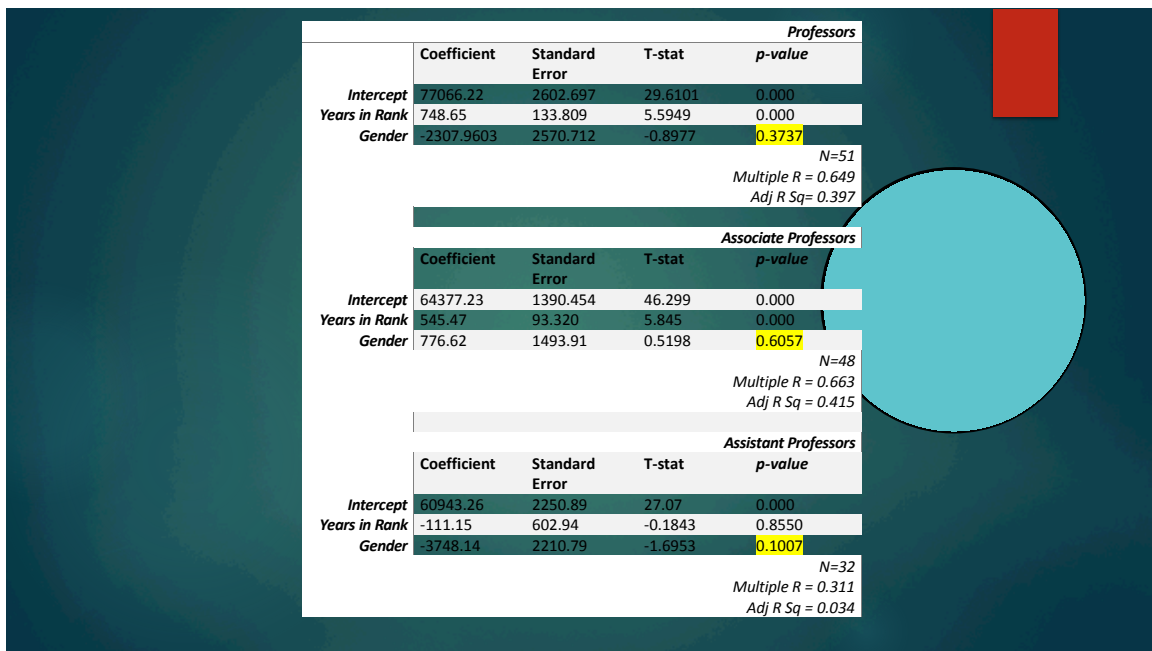 Professors
Coefficient Standard Error T-stat p-value
Intercept 77066.22 2602.697 29.6101 0.000
Years in Rank 748.65 133.809 5.5949 0.000
Gender -2307.9603 2570.712 -0.8977 0.3737
N=51
Multiple R = 0.649
Adj R Sq= 0.397
Associate Professors
Coefficient Standard Error T-stat p-value
Intercept 64377.23 1390.454 46.299 0.000
Years in Rank 545.47 93.320 5.845 0.000
Gender 776.62 1493.91 0.5198 0.6057
N=48
Multiple R = 0.663
Adj R Sq = 0.415
Assistant Professors
Coefficient Standard Error T-stat p-value
Intercept 60943.26 2250.89 27.07 0.000
Years in Rank -111.15 602.94 -0.1843 0.8550
Gender -3748.14 2210.79 -1.6953 0.1007
N=32
Multiple R = 0.311
Adj R Sq = 0.034